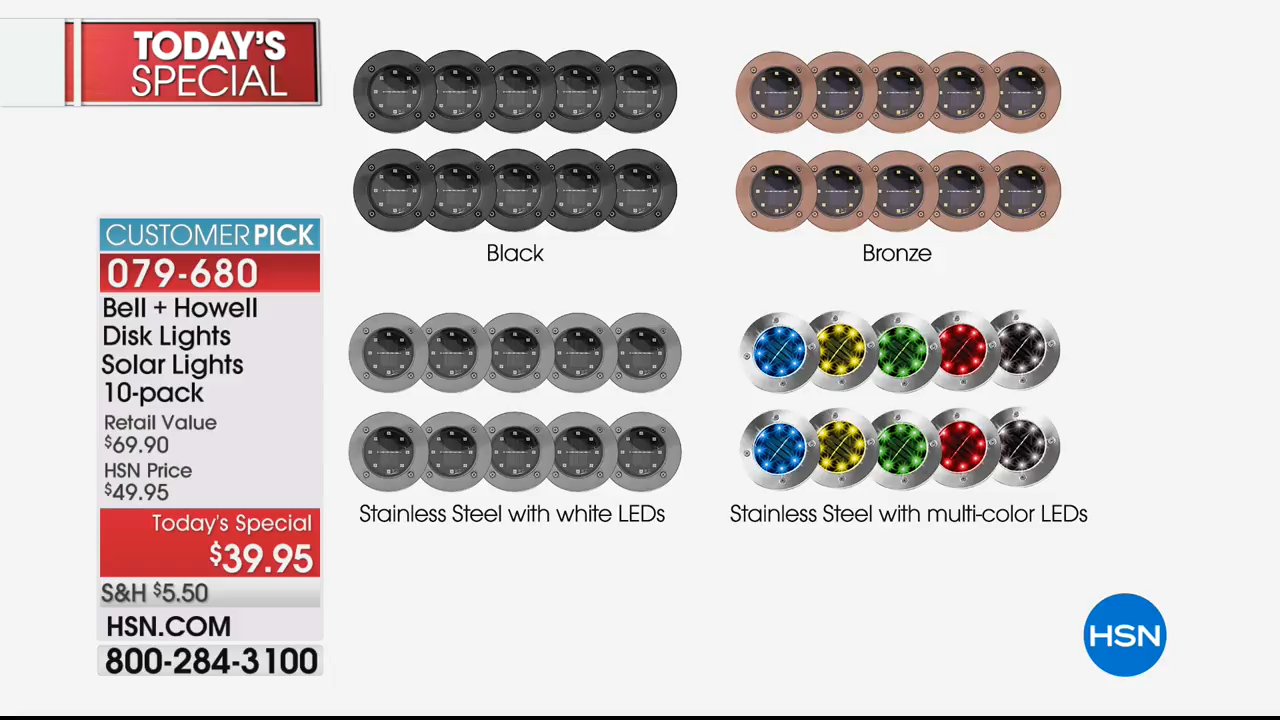 TODAY'S
SPECIAL
CUSTOMER PICK
079-680
Bell + Howell
Disk Lights
Solar Lights
10-pack
Retail Value
$69.90
HSN Price
$49.95
Today's Special
$39.95
S&H $5.50
HSN.COM
800-284-3100
Black
Bronze
Stainless Steel with white LEDs
Stainless Steel with multi-color LEDs
HSN